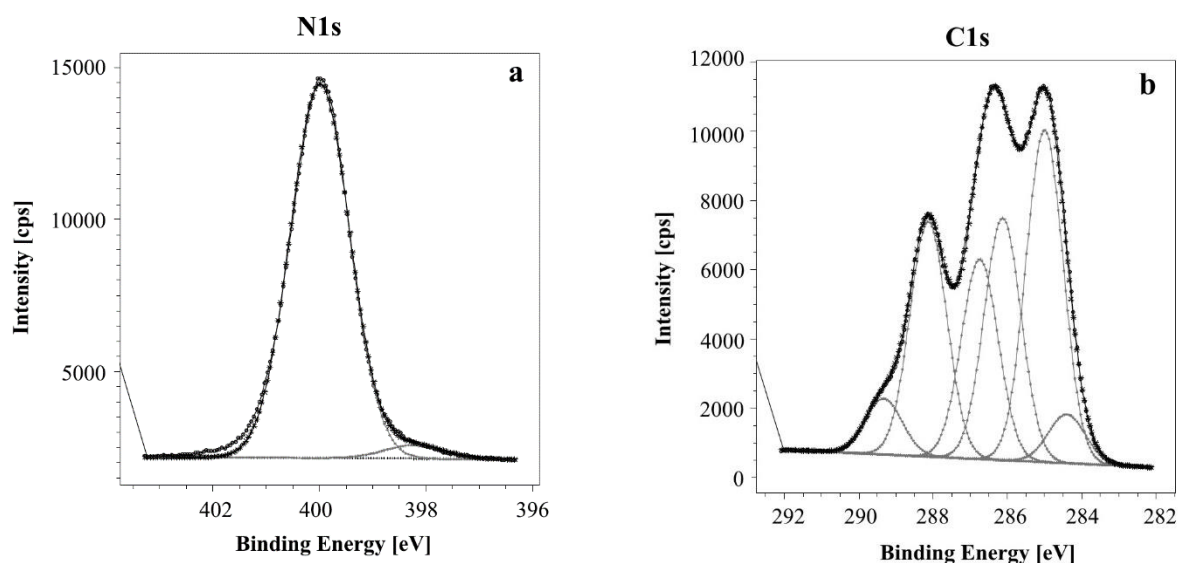 N1s
a
15000
10000
5000
Intensity [cps]
402
400
398
396
Binding Energy [eV]
C1s
b
12000
10000
8000
6000
4000
2000
0
Intensity [cps]
292
290
288
286
284
282
Binding Energy [eV]